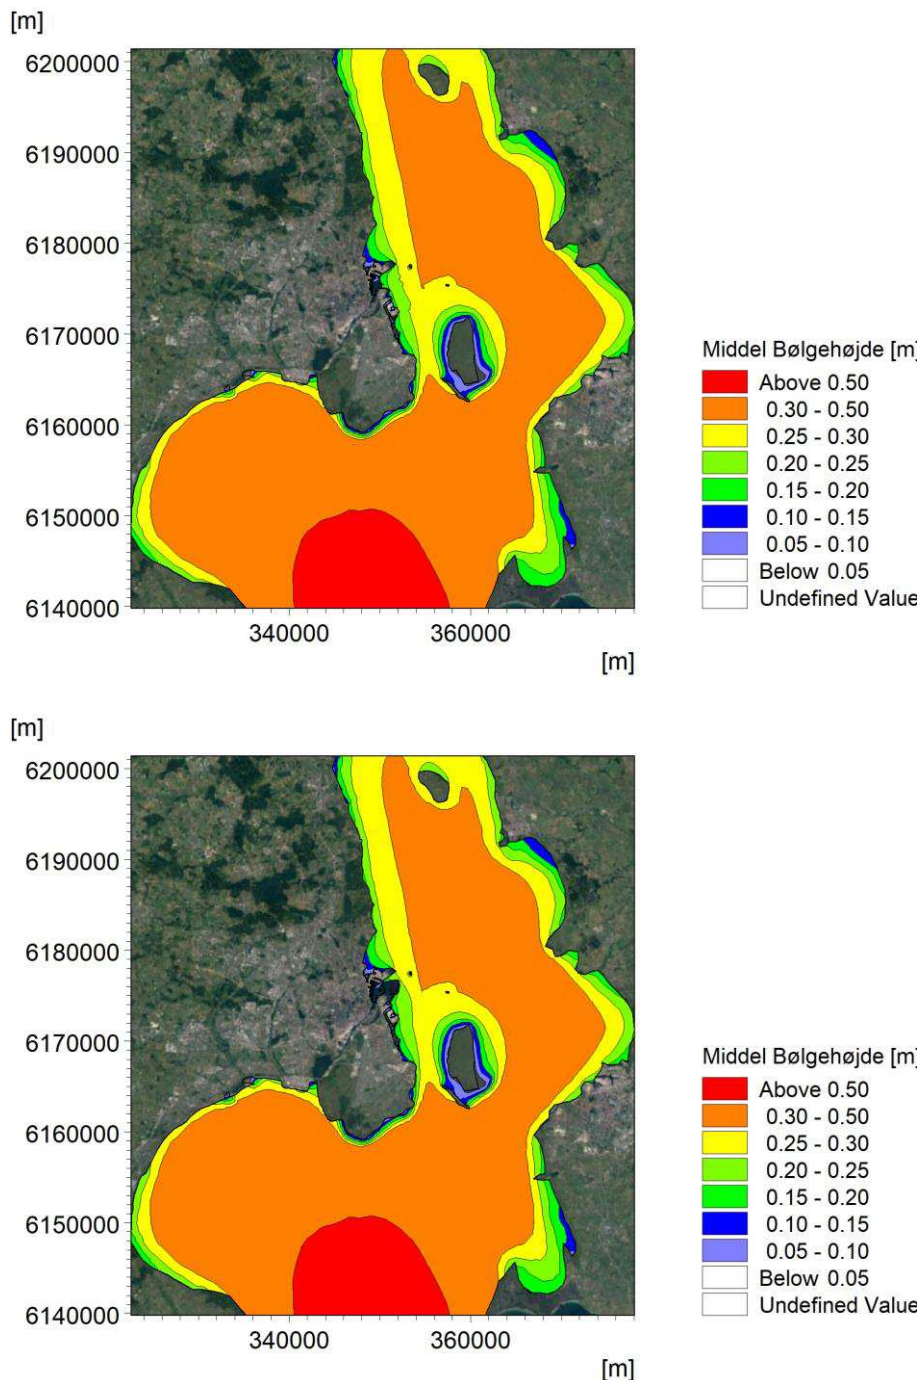 [m]
6200000
6190000
6180000
6170000
6160000
6150000
6140000
340000 360000
[m]
Middel Bølgehøjde [m]
Above 0.50
0.30 - 0.50
0.25 - 0.30
0.20 - 0.25
0.15 - 0.20
0.10 - 0.15
0.05 - 0.10
Below 0.05
Undefined Value
[m]
6200000
6190000
6180000
6170000
6160000
6150000
6140000
340000 360000
[m]
Middel Bølgehøjde [m]
Above 0.50
0.30 - 0.50
0.25 - 0.30
0.20 - 0.25
0.15 - 0.20
0.10 - 0.15
0.05 - 0.10
Below 0.05
Undefined Value